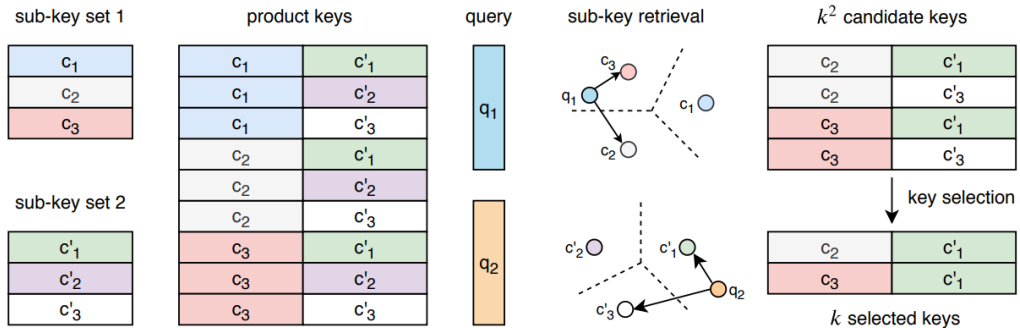 sub-key set 1
c₁
c₂
c₃
sub-key set 2
c'₁
c'₂
c'₃
product keys
c₁ c'₁
c₁ c'₂
c₁ c'₃
c₂ c'₁
c₂ c'₂
c₂ c'₃
c₃ c'₁
c₃ c'₂
c₃ c'₃
query
q₁
q₂
sub-key retrieval
c₃
q₁
c₁
c₂
c'₂
c'₁
q₂
c'₃
k² candidate keys
c₂ c'₁
c₂ c'₃
c₃ c'₁
c₃ c'₃
key selection
c₂ c'₁
c₃ c'₁
k selected keys